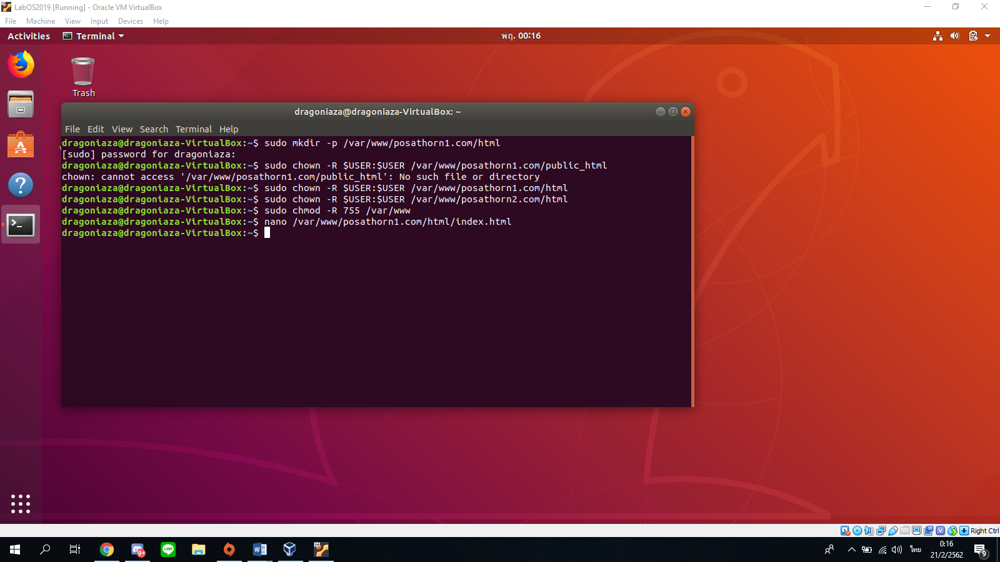 LabOS2019 [Running] - Oracle VM VirtualBox
File Machine View Input Devices Help
Activities Terminal พฤ. 00:16
Trash
dragoniaza@dragoniaza-VirtualBox: ~
File Edit View Search Terminal Help
dragoniaza@dragoniaza-VirtualBox:~$ sudo mkdir -p /var/www/posathorn1.com/html
[sudo] password for dragoniaza:
dragoniaza@dragoniaza-VirtualBox:~$ sudo chown -R $USER:$USER /var/www/posathorn1.com/public_html
chown: cannot access '/var/www/posathorn1.com/public_html': No such file or directory
dragoniaza@dragoniaza-VirtualBox:~$ sudo chown -R $USER:$USER /var/www/posathorn1.com/html
dragoniaza@dragoniaza-VirtualBox:~$ sudo chown -R $USER:$USER /var/www/posathorn2.com/html
dragoniaza@dragoniaza-VirtualBox:~$ sudo chmod -R 755 /var/www
dragoniaza@dragoniaza-VirtualBox:~$ nano /var/www/posathorn1.com/html/index.html
dragoniaza@dragoniaza-VirtualBox:~$
Right Ctrl
9+
64
ไทย
0:16
21/2/2562
9